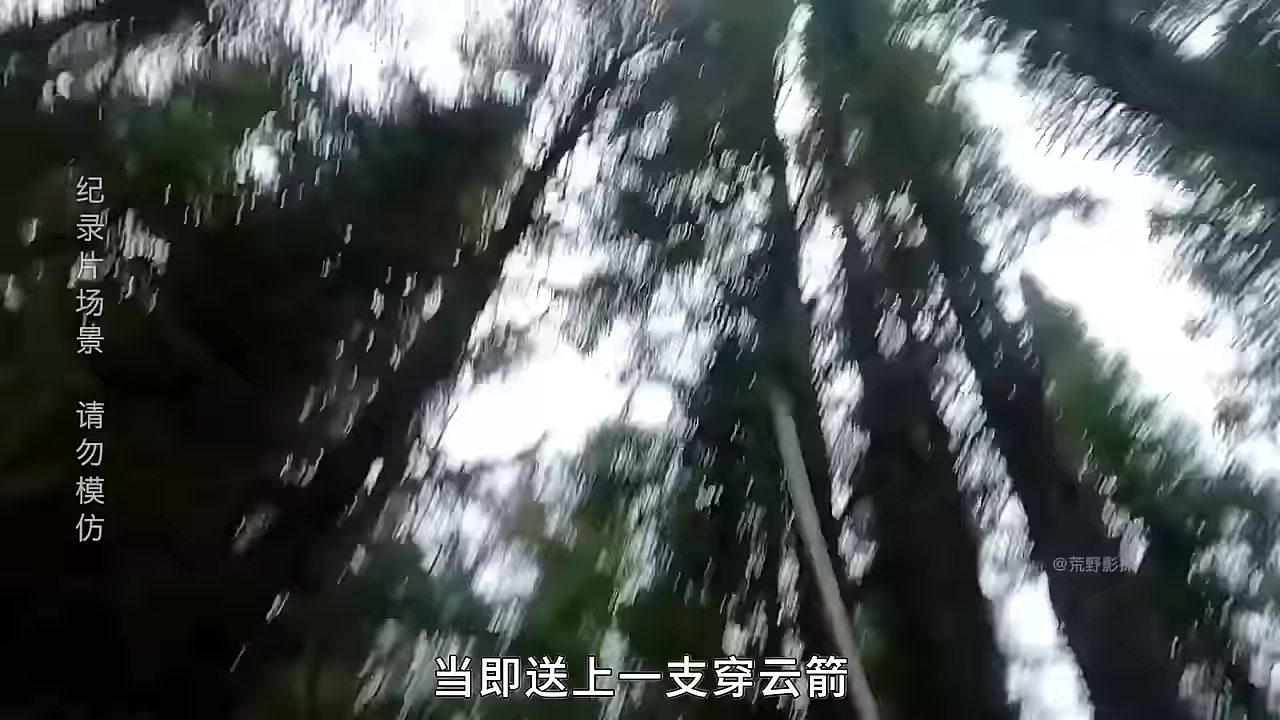 纪录片场景 请勿模仿
@荒野影探
当即送上一支穿云箭